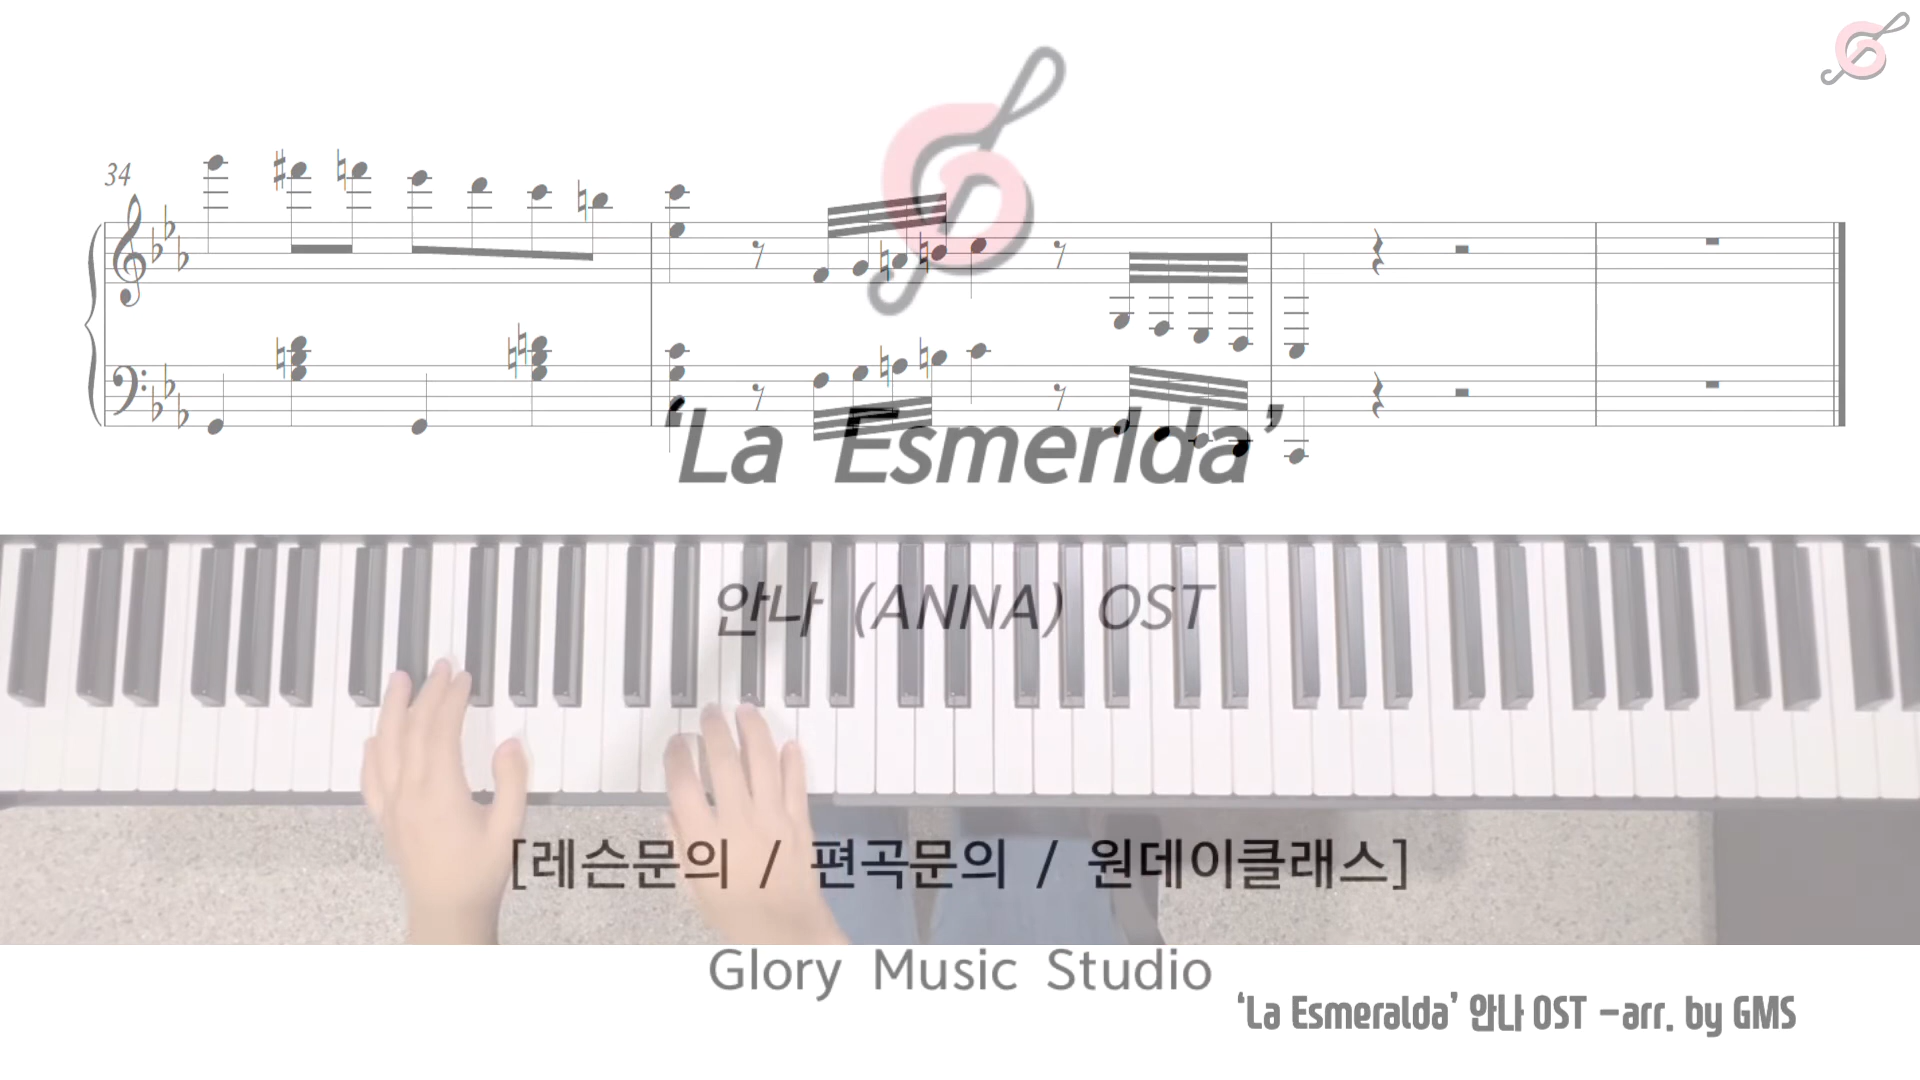 34
‘La Esmerlda’
안나 (ANNA) OST
[레슨문의 / 편곡문의 / 원데이클래스]
Glory Music Studio
‘La Esmeralda’ 안나 OST -arr. by GMS